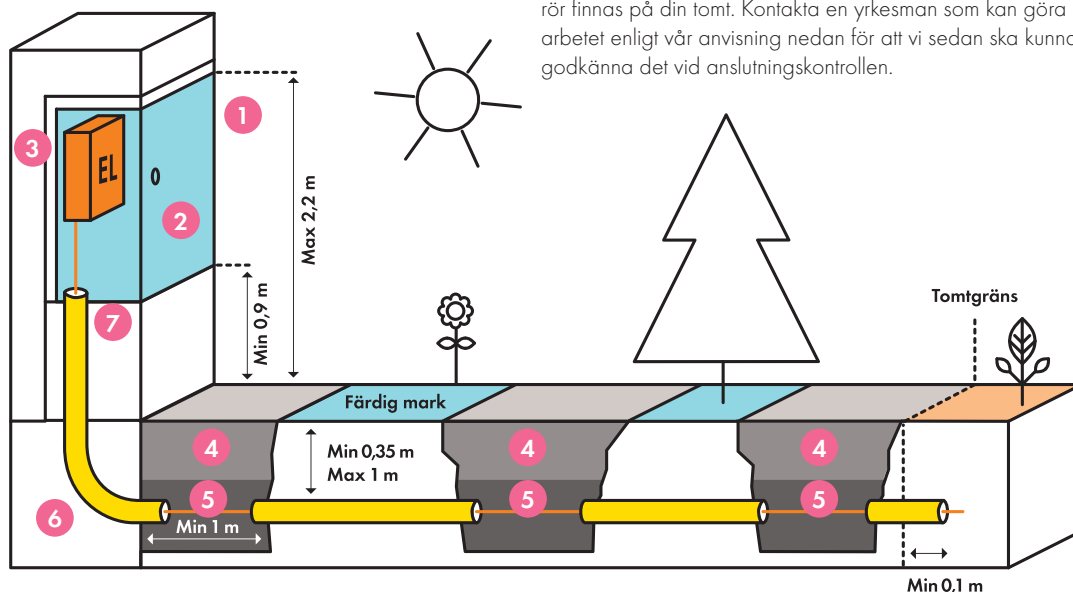 rör finnas på din tomt. Kontakta en yrkesman som kan göra
arbetet enligt vår anvisning nedan för att vi sedan ska kunna
godkänna det vid anslutningskontrollen.
1
3
EL
2
Max 2,2 m
Min 0,9 m
7
Tomtgräns
Färdig mark
4
Min 0,35 m
Max 1 m
4
4
5
5
5
6
Min 1 m
Min 0,1 m